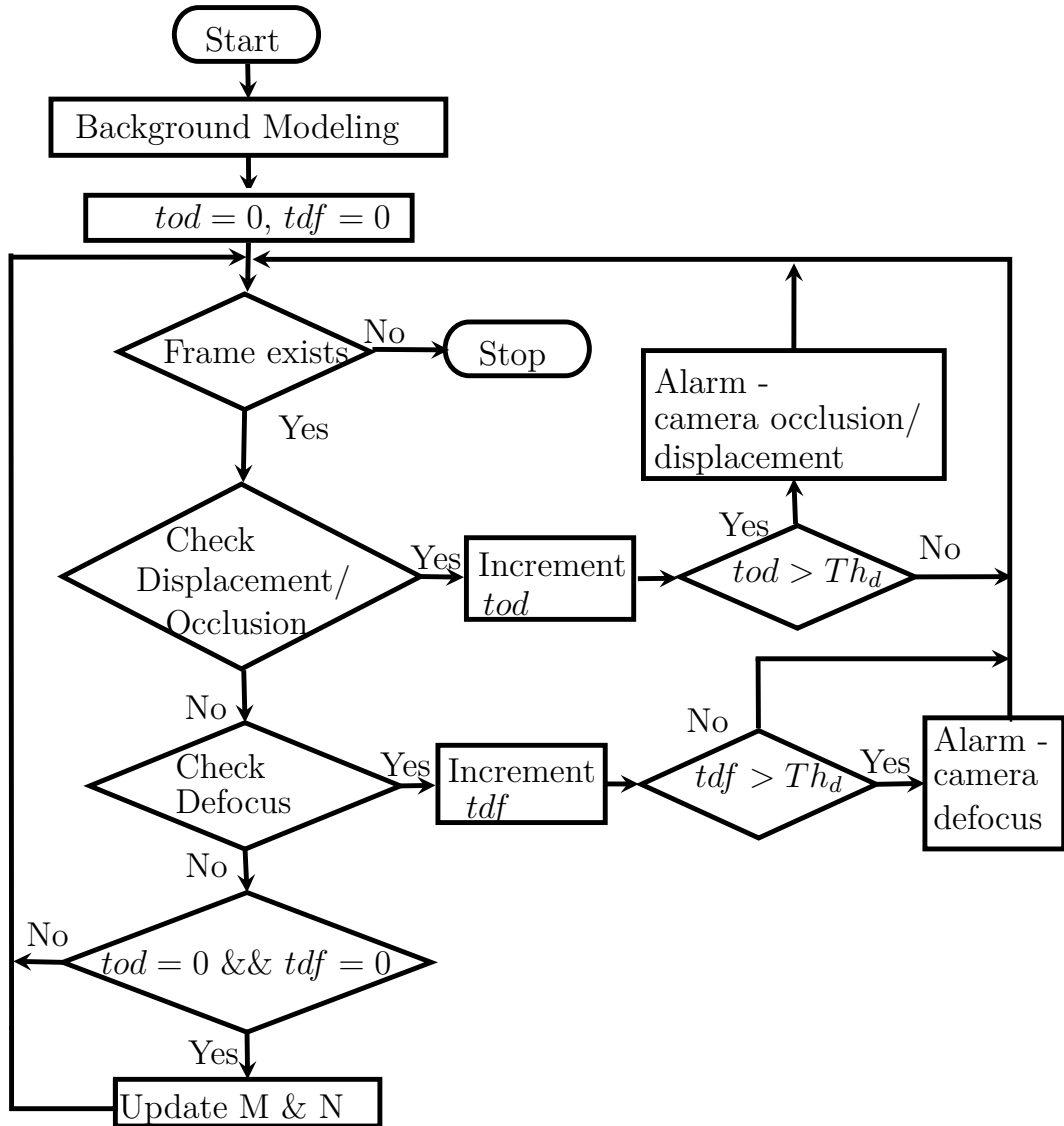 Start
Background Modeling
tod = 0, tdf = 0
Frame exists
No
Stop
Yes
Alarm -
camera occlusion/
displacement
Check
Displacement/
Occlusion
Yes
Increment
tod
Yes
tod > Th_d
No
No
Check
Defocus
Yes
Increment
tdf
No
tdf > Th_d
Yes
Alarm -
camera
defocus
No
No
tod = 0 && tdf = 0
Yes
Update M & N